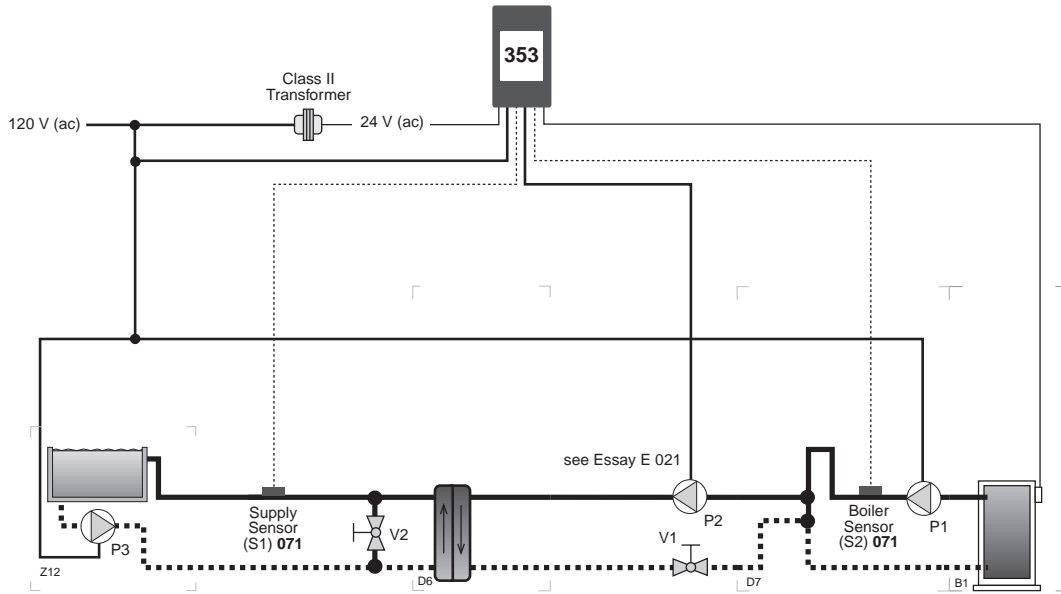 353
Class II
Transformer
120 V (ac)
24 V (ac)
see Essay E 021
Supply
Sensor
(S1) 071
V2
P2
V1
Boiler
Sensor
(S2) 071
P1
P3
Z12
D6
D7
B1